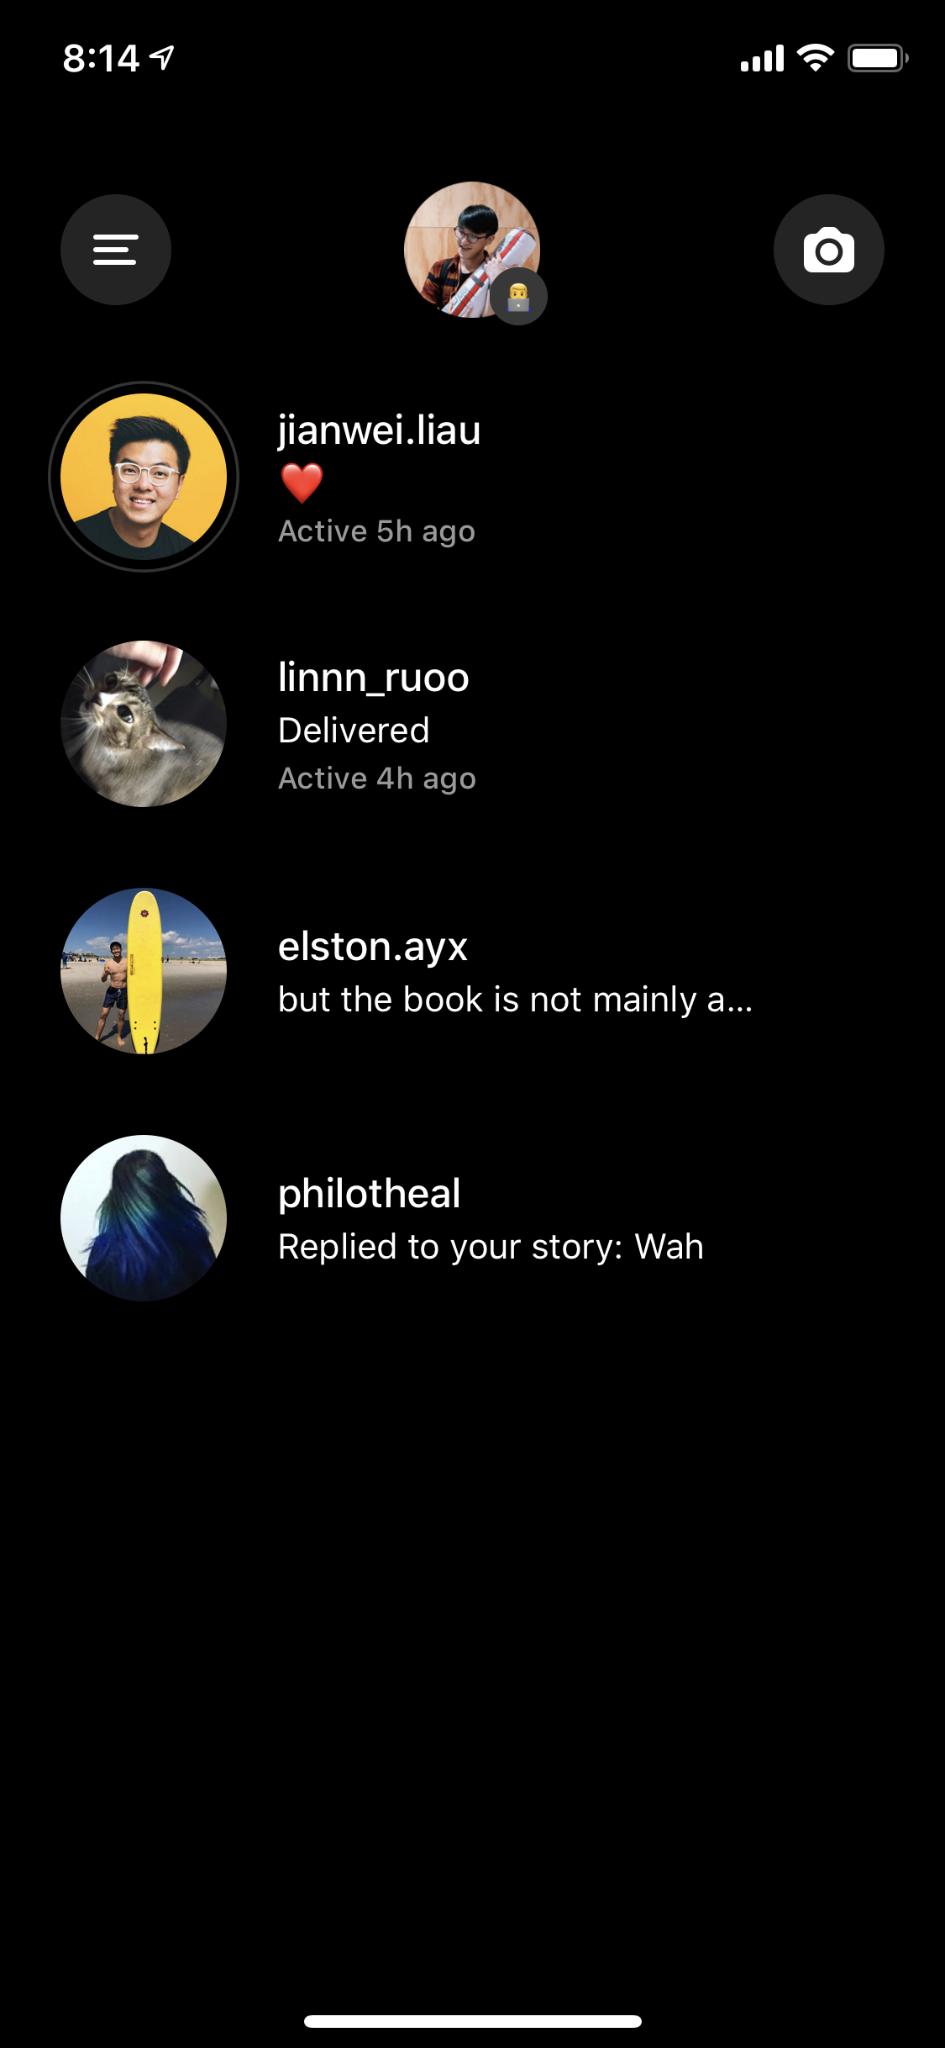 8:14
jianwei.liau
❤️
Active 5h ago
linnn_ruoo
Delivered
Active 4h ago
elston.ayx
but the book is not mainly a...
philotheal
Replied to your story: Wah